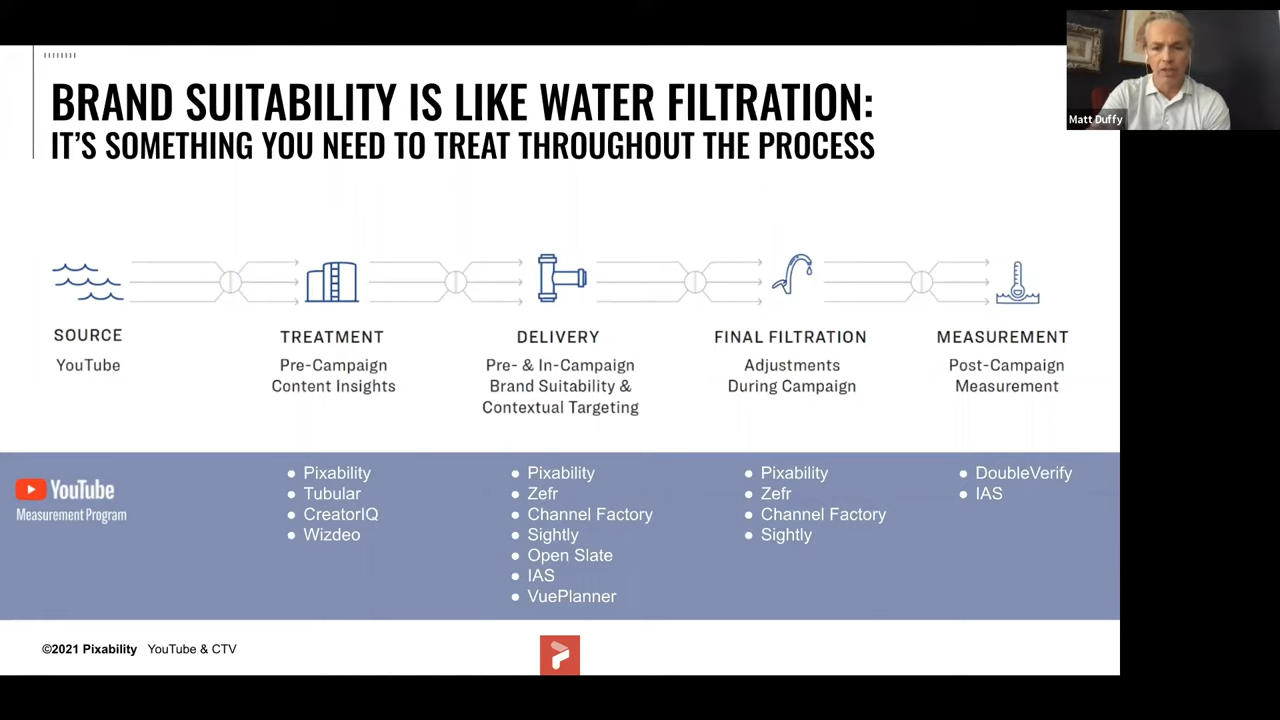 BRAND SUITABILITY IS LIKE WATER FILTRATION:
IT'S SOMETHING YOU NEED TO TREAT THROUGHOUT THE PROCESS
Matt Duffy
SOURCE
YouTube
TREATMENT
Pre-Campaign
Content Insights
DELIVERY
Pre- & In-Campaign
Brand Suitability &
Contextual Targeting
FINAL FILTRATION
Adjustments
During Campaign
MEASUREMENT
Post-Campaign
Measurement
YouTube
Measurement Program
● Pixability
● Tubular
● CreatorIQ
● Wizdeo
● Pixability
● Zefr
● Channel Factory
● Sightly
● Open Slate
● IAS
● VuePlanner
● Pixability
● Zefr
● Channel Factory
● Sightly
● DoubleVerify
● IAS
©2021 Pixability YouTube & CTV